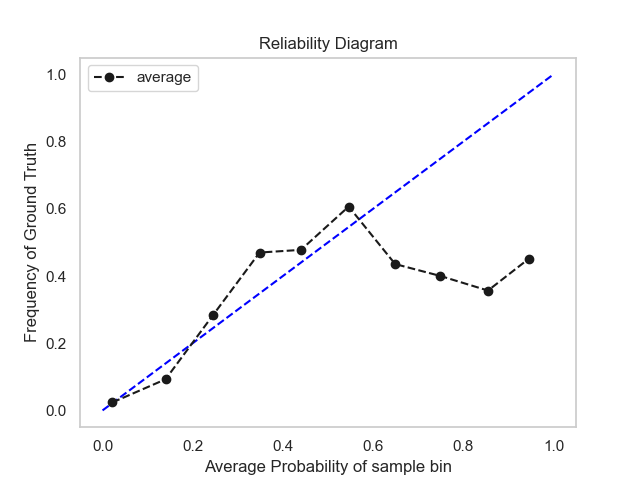 Reliability Diagram
average
Frequency of Ground Truth
1.0
0.8
0.6
0.4
0.2
0.0
0.0 0.2 0.4 0.6 0.8 1.0
Average Probability of sample bin